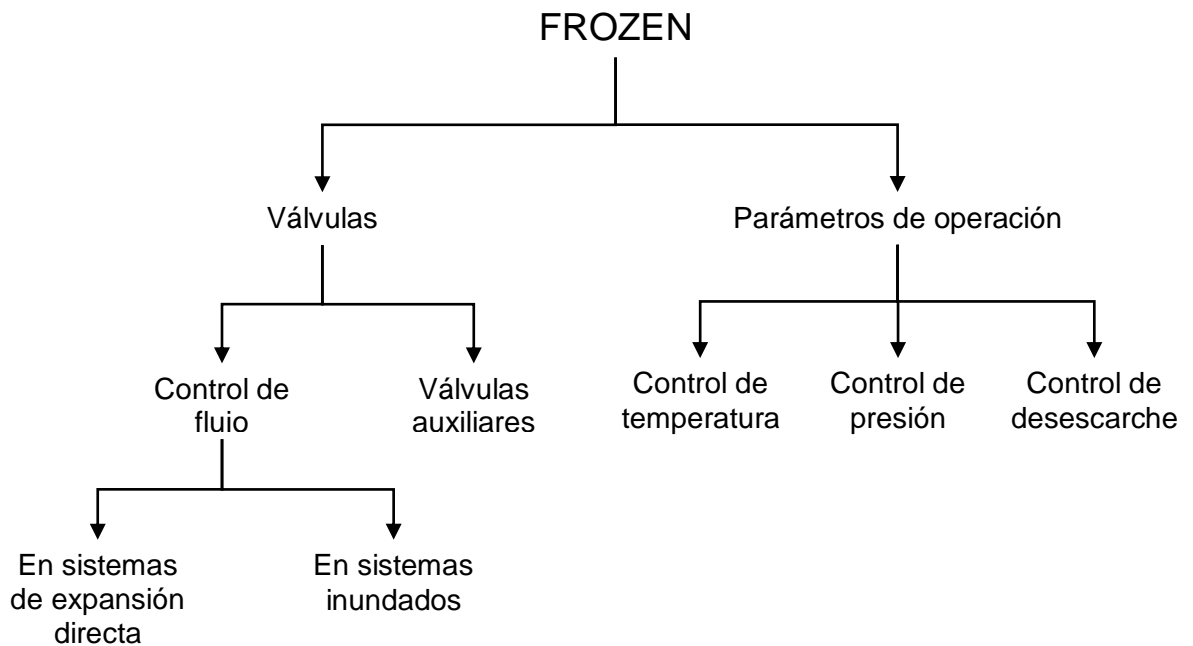 FROZEN
Válvulas
Parámetros de operación
Control de
flujo
Válvulas
auxiliares
Control de
temperatura
Control de
presión
Control de
desescarche
En sistemas
de expansión
directa
En sistemas
inundados